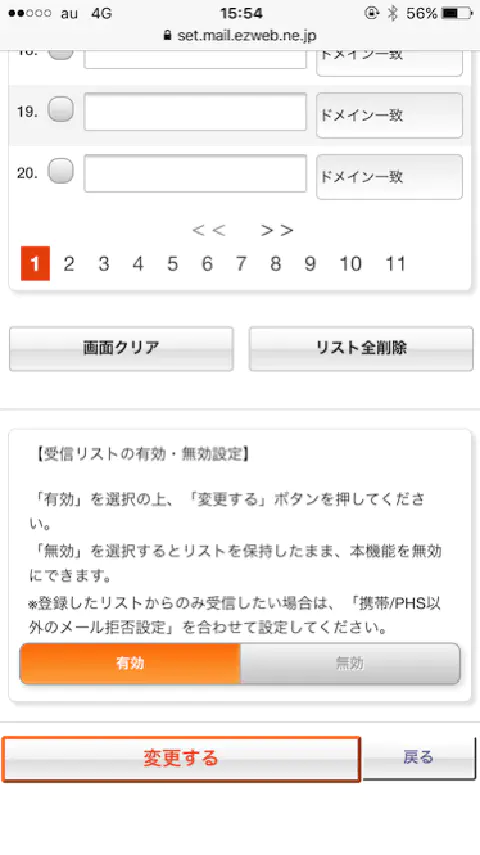 au 4G 15:54 56%
set.mail.ezweb.ne.jp
18. ドメイン一致
19. ドメイン一致
20. ドメイン一致
<< >>
1 2 3 4 5 6 7 8 9 10 11
画面クリア リスト全削除
【受信リストの有効・無効設定】
「有効」を選択の上、「変更する」ボタンを押してくださ
い。
「無効」を選択するとリストを保持したまま、本機能を無効
にできます。
※登録したリストからのみ受信したい場合は、「携帯/PHS以
外のメール拒否設定」を合わせて設定してください。
有効 無効
変更する 戻る